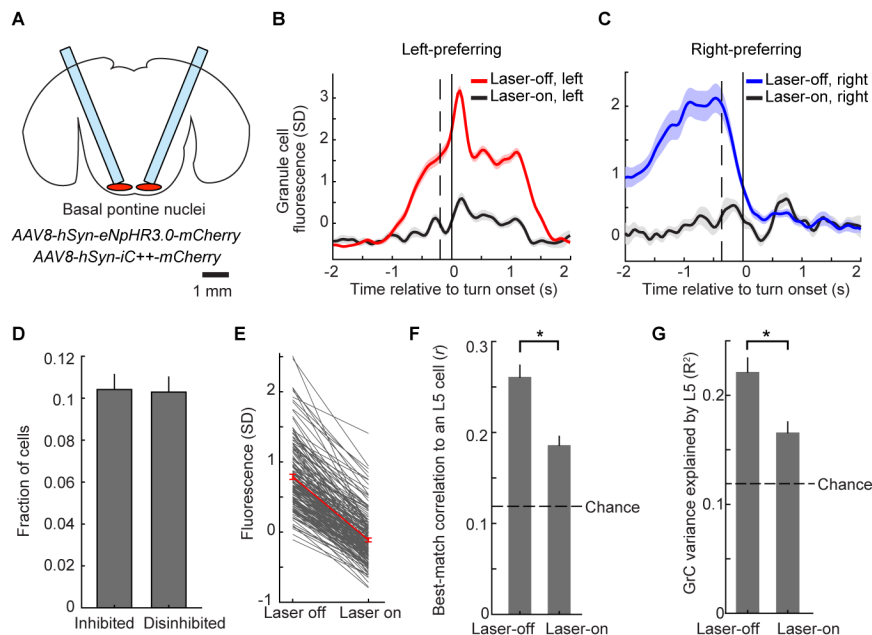 A
Basal pontine nuclei
AAV8-hSyn-eNpHR3.0-mCherry
AAV8-hSyn-iC++-mCherry
1 mm
B
Left-preferring
Laser-off, left
Laser-on, left
Granule cell
fluorescence (SD)
3
2
1
0
-2
-1
0
1
2
Time relative to turn onset (s)
C
Right-preferring
Laser-off, right
Laser-on, right
2
1
0
-2
-1
0
1
2
Time relative to turn onset (s)
D
Fraction of cells
0.12
0.1
0.08
0.06
0.04
0.02
0
Inhibited
Disinhibited
E
Fluorescence (SD)
2
1
0
-1
Laser off
Laser on
F
Best-match correlation to an L5 cell (r)
0.3
0.2
0.1
0
*
Chance
Laser-off
Laser-on
G
GrC variance explained by L5 (R²)
0.2
0.1
0
*
Chance
Laser-off
Laser-on